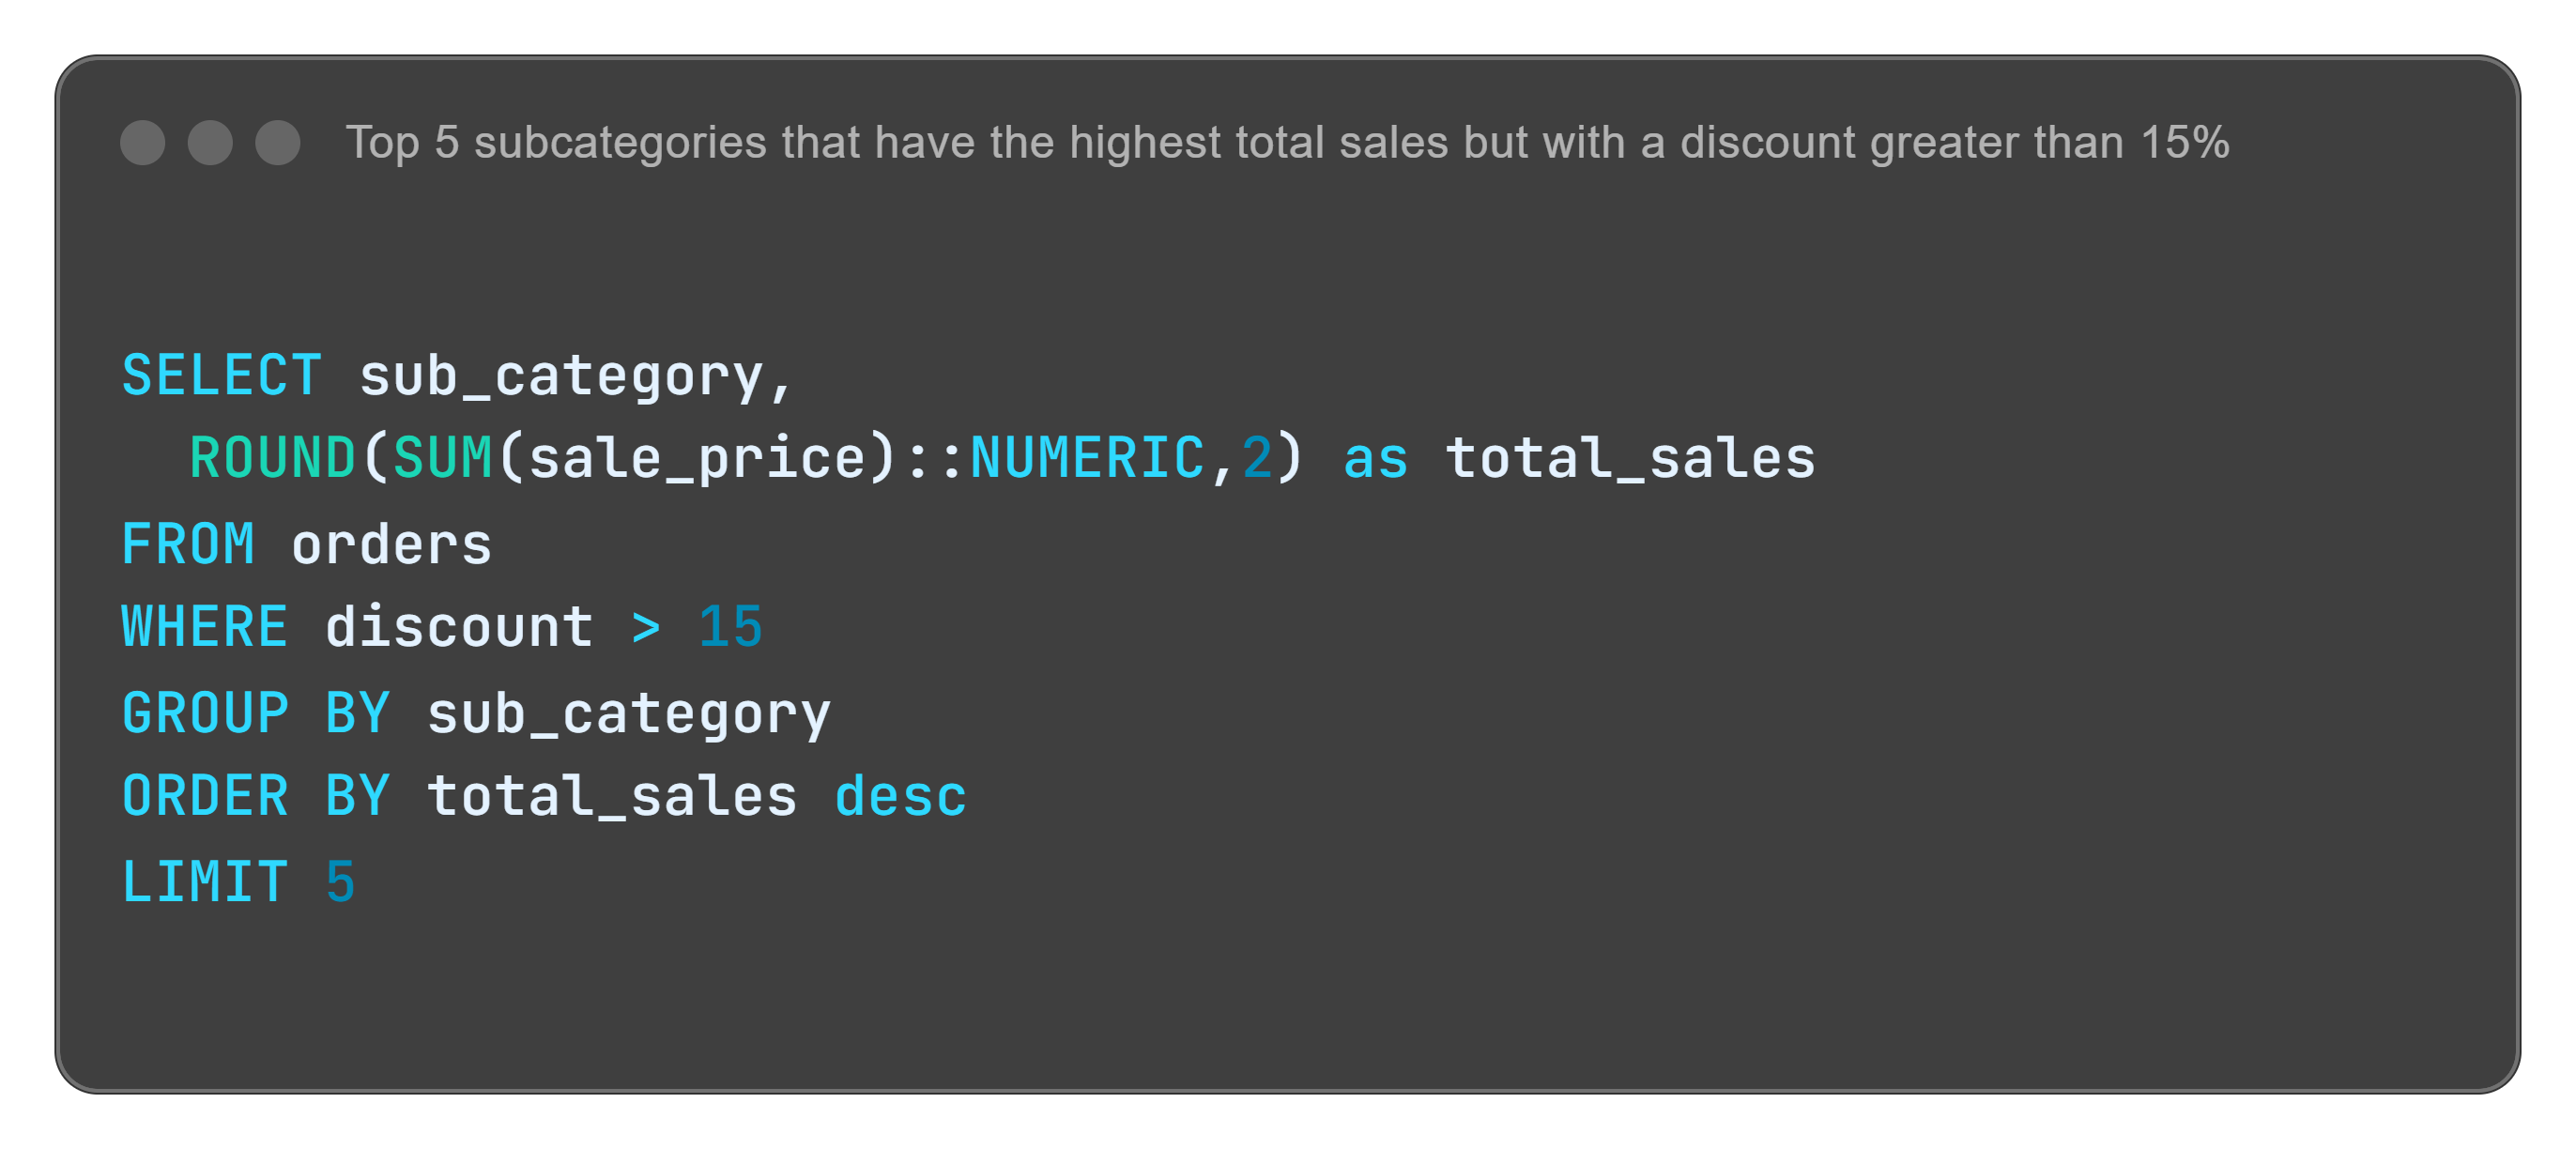 Top 5 subcategories that have the highest total sales but with a discount greater than 15%
SELECT sub_category,
  ROUND(SUM(sale_price)::NUMERIC,2) as total_sales
FROM orders
WHERE discount > 15
GROUP BY sub_category
ORDER BY total_sales desc
LIMIT 5